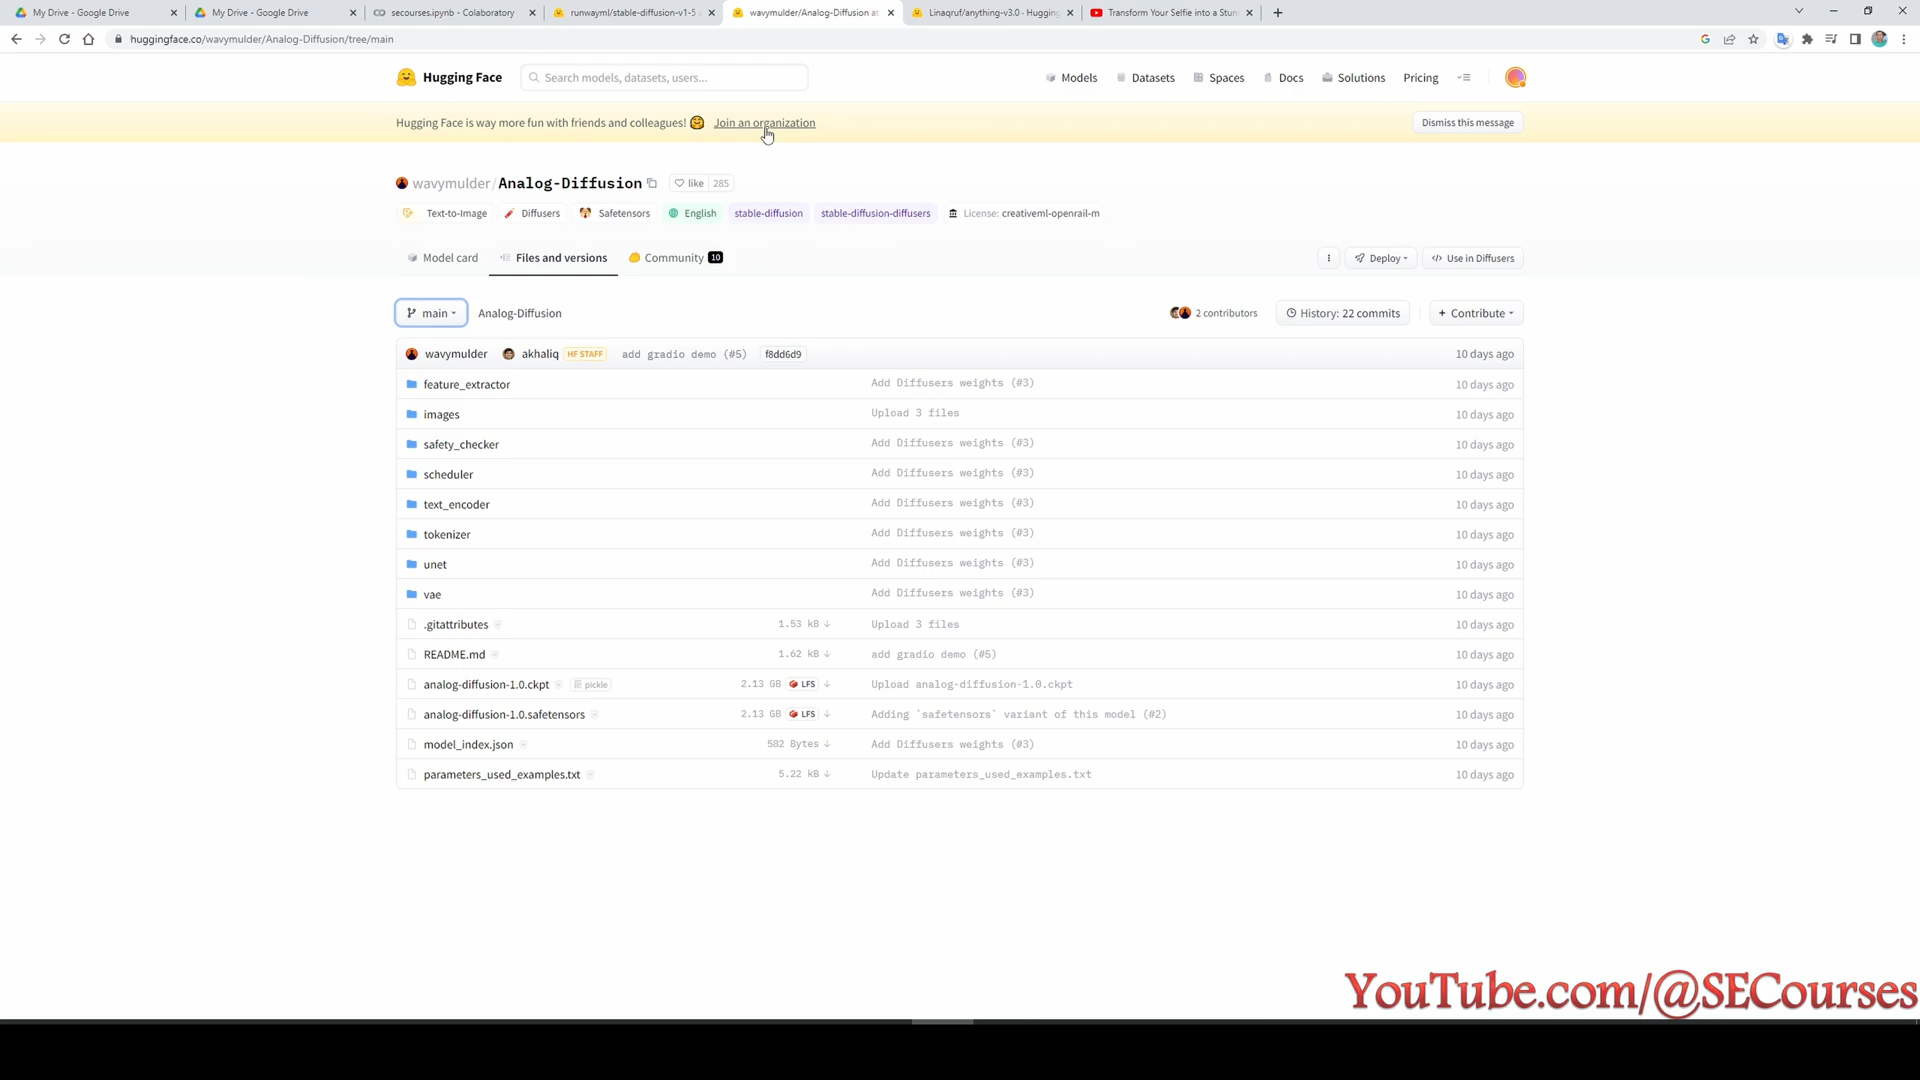 My Drive - Google Drive
My Drive - Google Drive
secourses.ipynb - Colaboratory
runwayml/stable-diffusion-v1-5
wavymulder/Analog-Diffusion at
Linaqruf/anything-v3.0 · Hugging
Transform Your Selfie into a Stun
huggingface.co/wavymulder/Analog-Diffusion/tree/main
Hugging Face
Search models, datasets, users...
Models
Datasets
Spaces
Docs
Solutions
Pricing
Hugging Face is way more fun with friends and colleagues! 🤗 Join an organization
Dismiss this message
wavymulder/Analog-Diffusion
like 285
Text-to-Image
Diffusers
Safetensors
English
stable-diffusion
stable-diffusion-diffusers
License: creativeml-openrail-m
Model card
Files and versions
Community 10
Deploy
Use in Diffusers
main
Analog-Diffusion
2 contributors
History: 22 commits
+ Contribute
wavymulder akhaliq HF STAFF add gradio demo (#5) f8dd6d9 10 days ago
feature_extractor Add Diffusers weights (#3) 10 days ago
images Upload 3 files 10 days ago
safety_checker Add Diffusers weights (#3) 10 days ago
scheduler Add Diffusers weights (#3) 10 days ago
text_encoder Add Diffusers weights (#3) 10 days ago
tokenizer Add Diffusers weights (#3) 10 days ago
unet Add Diffusers weights (#3) 10 days ago
vae Add Diffusers weights (#3) 10 days ago
.gitattributes 1.53 kB ↓ Upload 3 files 10 days ago
README.md 1.62 kB ↓ add gradio demo (#5) 10 days ago
analog-diffusion-1.0.ckpt pickle 2.13 GB LFS ↓ Upload analog-diffusion-1.0.ckpt 10 days ago
analog-diffusion-1.0.safetensors 2.13 GB LFS ↓ Adding `safetensors` variant of this model (#2) 10 days ago
model_index.json 582 Bytes ↓ Add Diffusers weights (#3) 10 days ago
parameters_used_examples.txt 5.22 kB ↓ Update parameters_used_examples.txt 10 days ago
YouTube.com/@SECourses